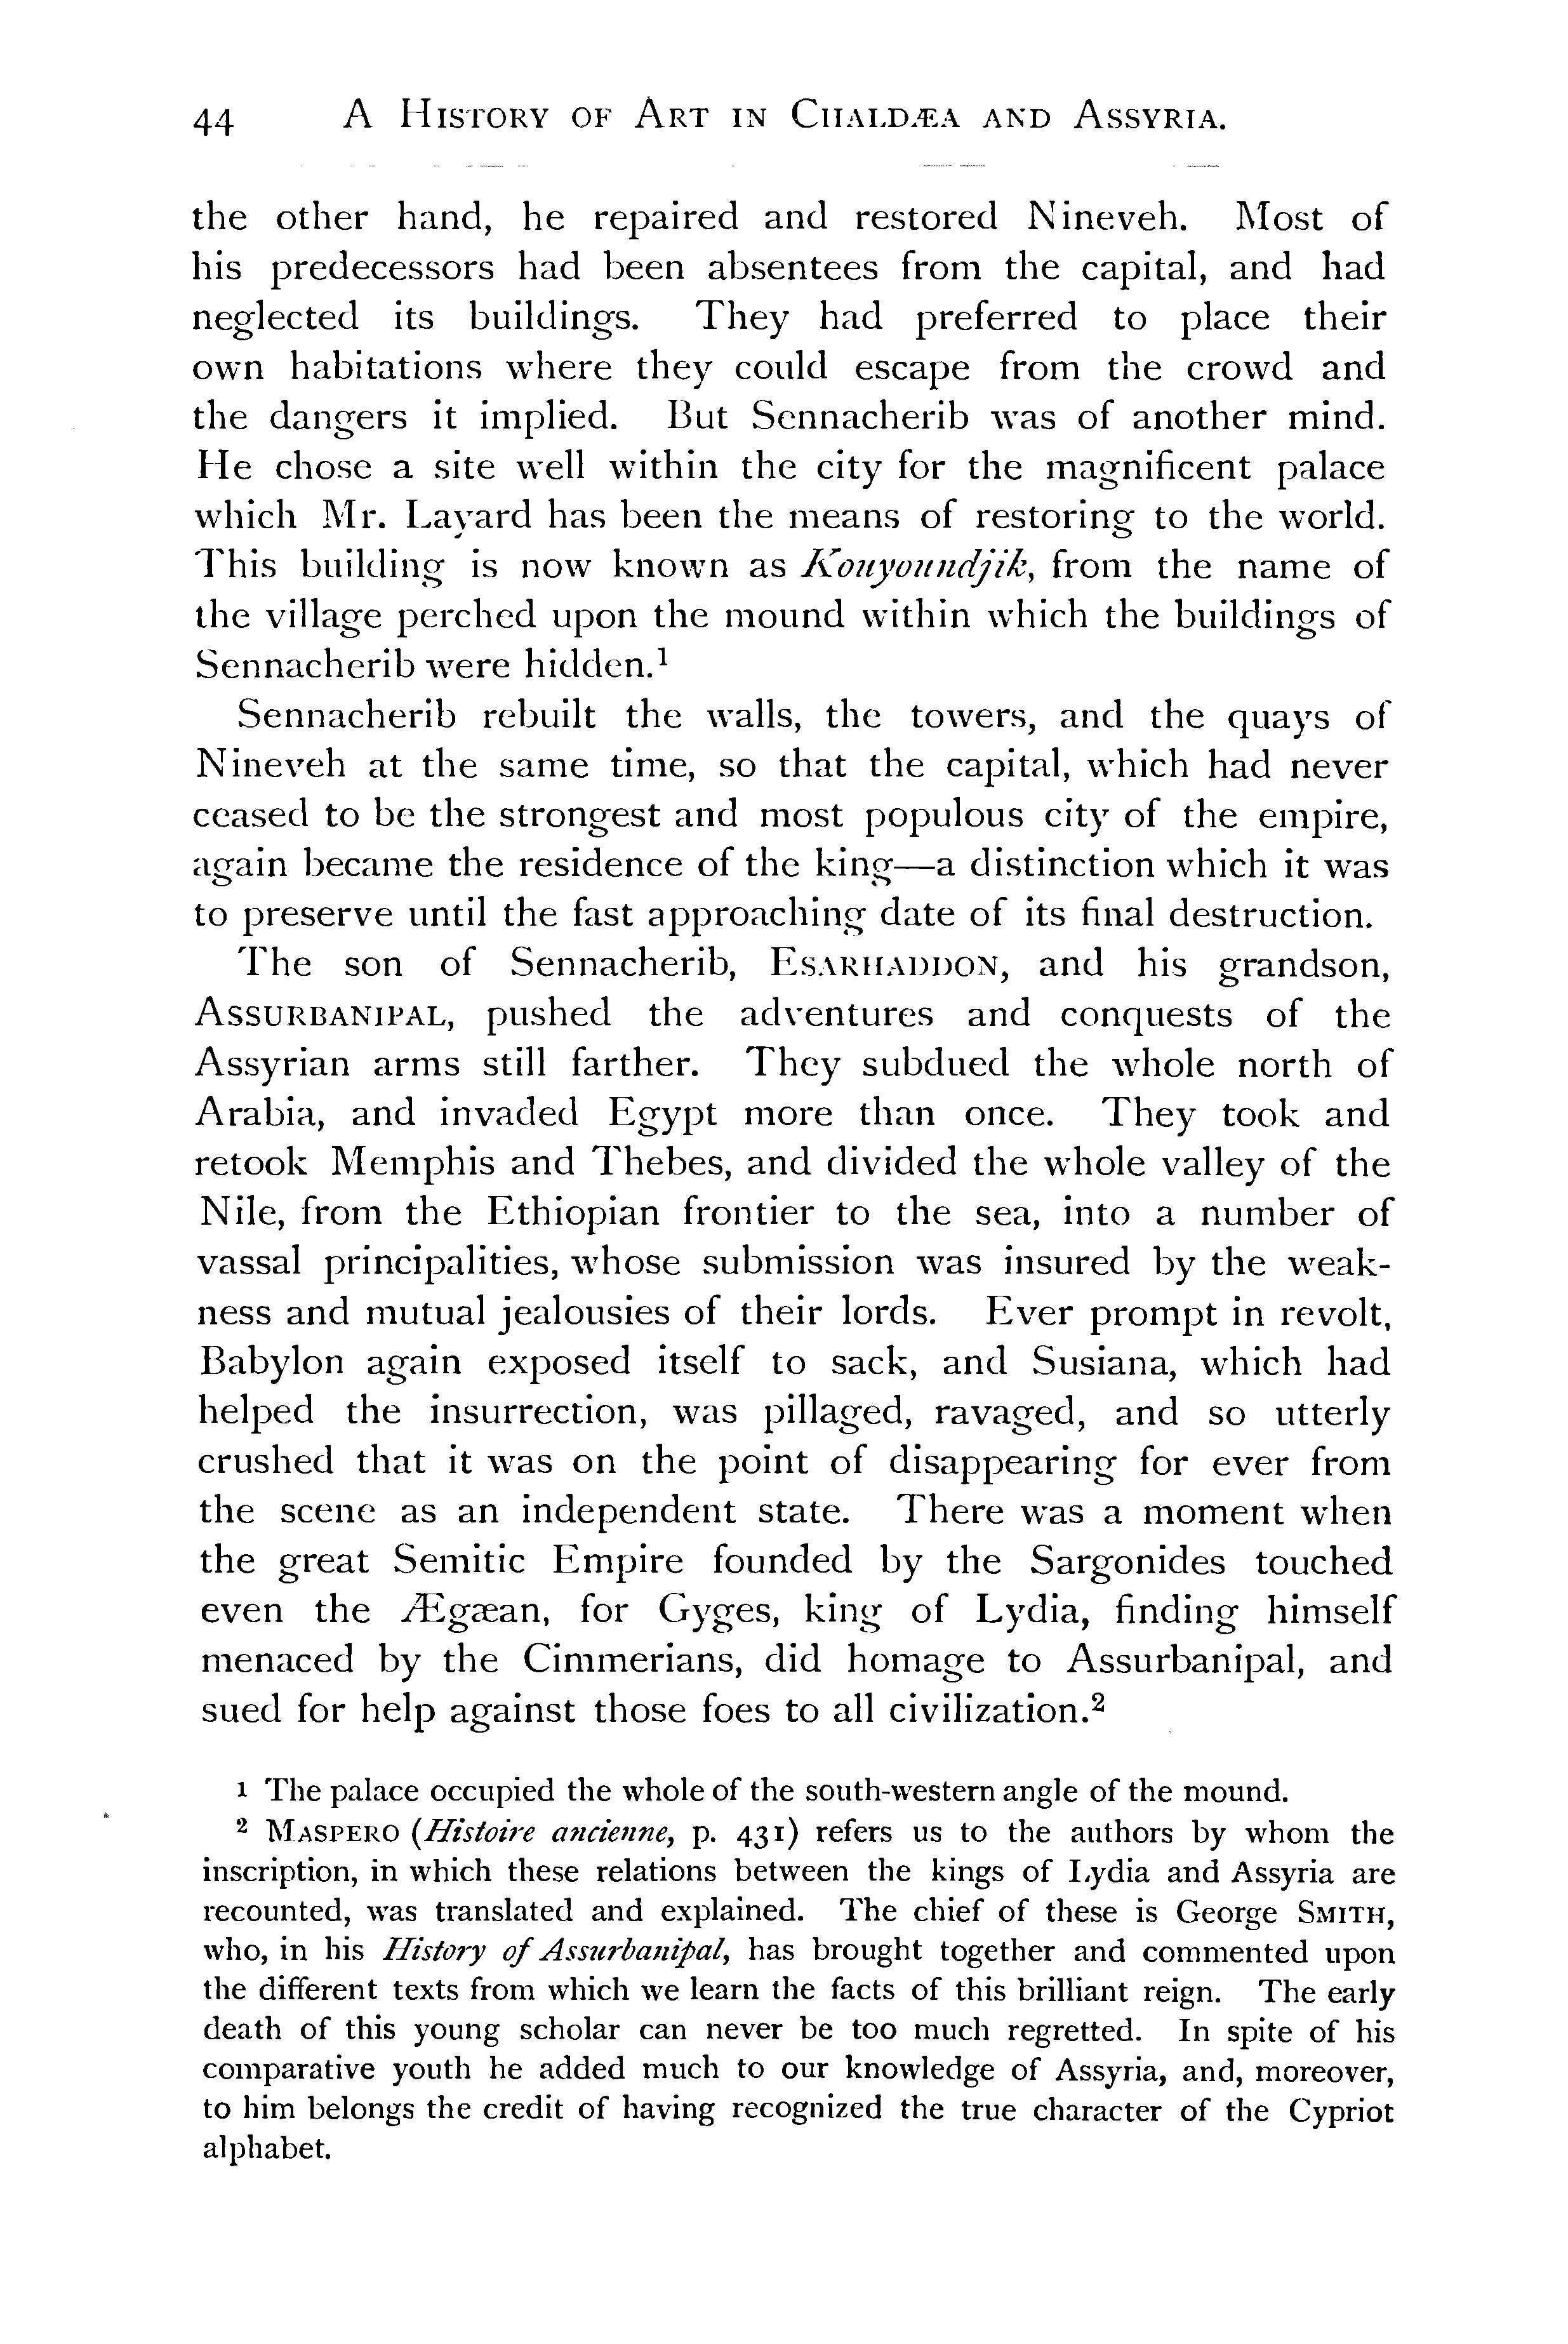 44 A History of Art in Chaldæa and Assyria.
the other hand, he repaired and restored Nineveh. Most of
his predecessors had been absentees from the capital, and had
neglected its buildings. They had preferred to place their
own habitations where they could escape from the crowd and
the dangers it implied. But Sennacherib was of another mind.
He chose a site well within the city for the magnificent palace
which Mr. Layard has been the means of restoring to the world.
This building is now known as Kouyoundjik, from the name of
the village perched upon the mound within which the buildings of
Sennacherib were hidden.¹
Sennacherib rebuilt the walls, the towers, and the quays of
Nineveh at the same time, so that the capital, which had never
ceased to be the strongest and most populous city of the empire,
again became the residence of the king—a distinction which it was
to preserve until the fast approaching date of its final destruction.
The son of Sennacherib, Esarhaddon, and his grandson,
Assurbanipal, pushed the adventures and conquests of the
Assyrian arms still farther. They subdued the whole north of
Arabia, and invaded Egypt more than once. They took and
retook Memphis and Thebes, and divided the whole valley of the
Nile, from the Ethiopian frontier to the sea, into a number of
vassal principalities, whose submission was insured by the weak-
ness and mutual jealousies of their lords. Ever prompt in revolt,
Babylon again exposed itself to sack, and Susiana, which had
helped the insurrection, was pillaged, ravaged, and so utterly
crushed that it was on the point of disappearing for ever from
the scene as an independent state. There was a moment when
the great Semitic Empire founded by the Sargonides touched
even the Ægæan, for Gyges, king of Lydia, finding himself
menaced by the Cimmerians, did homage to Assurbanipal, and
sued for help against those foes to all civilization.²
¹ The palace occupied the whole of the south-western angle of the mound.
² Maspero (Histoire ancienne, p. 431) refers us to the authors by whom the
inscription, in which these relations between the kings of Lydia and Assyria are
recounted, was translated and explained. The chief of these is George Smith,
who, in his History of Assurbanipal, has brought together and commented upon
the different texts from which we learn the facts of this brilliant reign. The early
death of this young scholar can never be too much regretted. In spite of his
comparative youth he added much to our knowledge of Assyria, and, moreover,
to him belongs the credit of having recognized the true character of the Cypriot
alphabet.